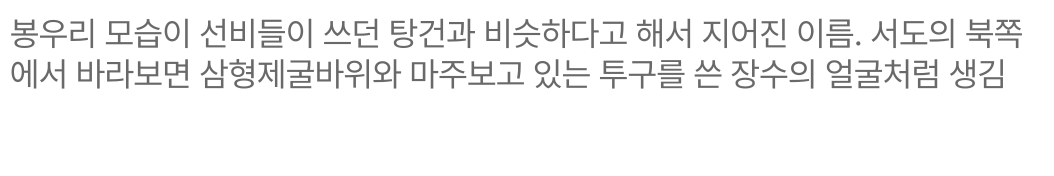 봉우리 모습이 선비들이 쓰던 탕건과 비슷하다고 해서 지어진 이름. 서도의 북쪽
에서 바라보면 삼형제굴바위와 마주보고 있는 투구를 쓴 장수의 얼굴처럼 생김